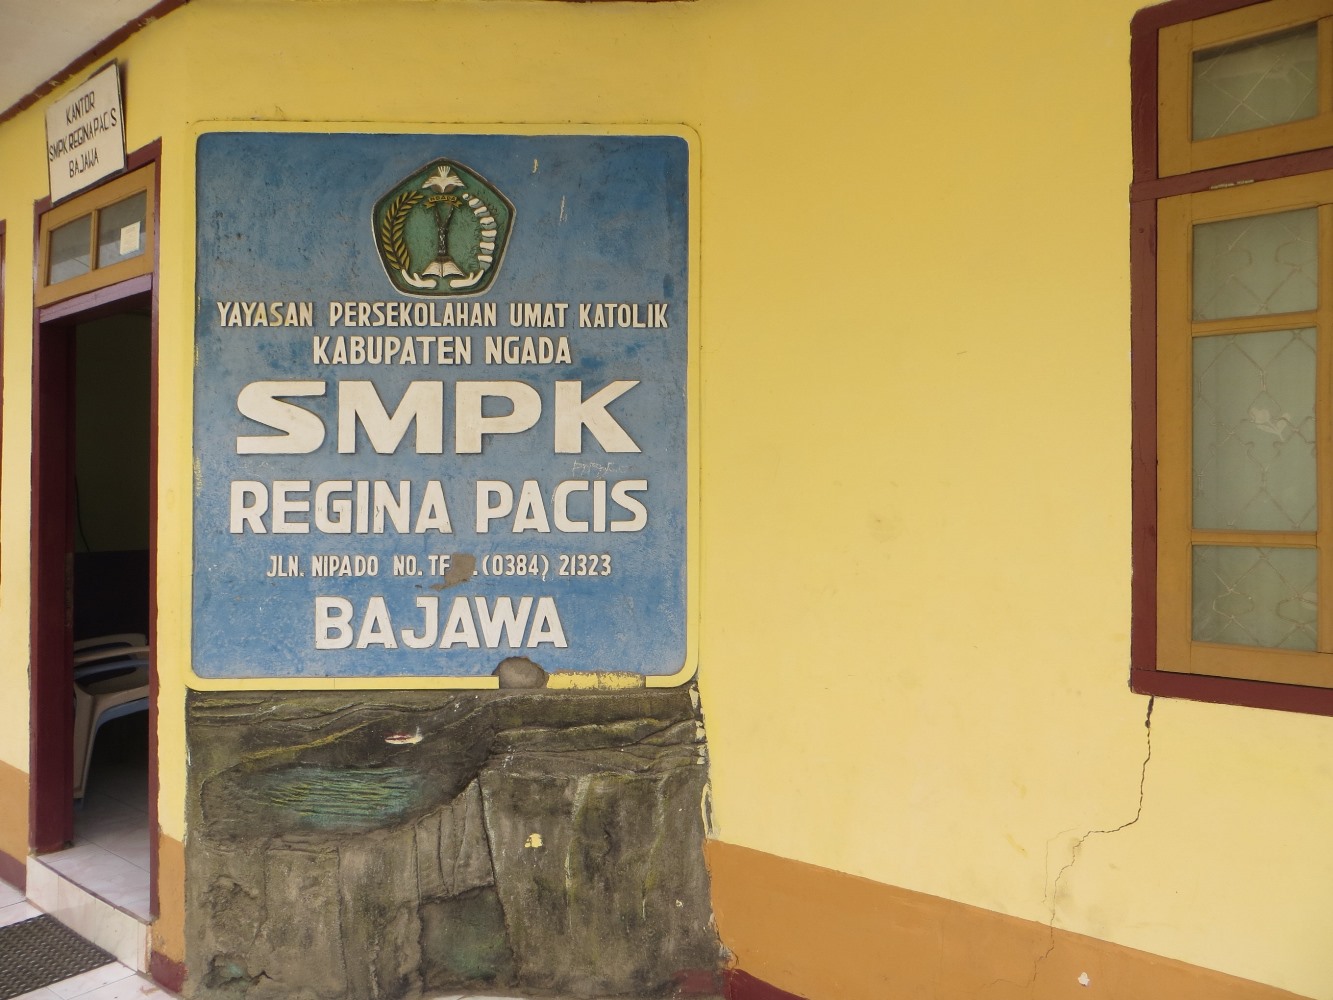 KANTOR
SMPK REGINA PACIS
BAJAWA
NGADA
YAYASAN PERSEKOLAHAN UMAT KATOLIK
KABUPATEN NGADA
SMPK
REGINA PACIS
JLN. NIPADO NO. (0384) 21323
BAJAWA